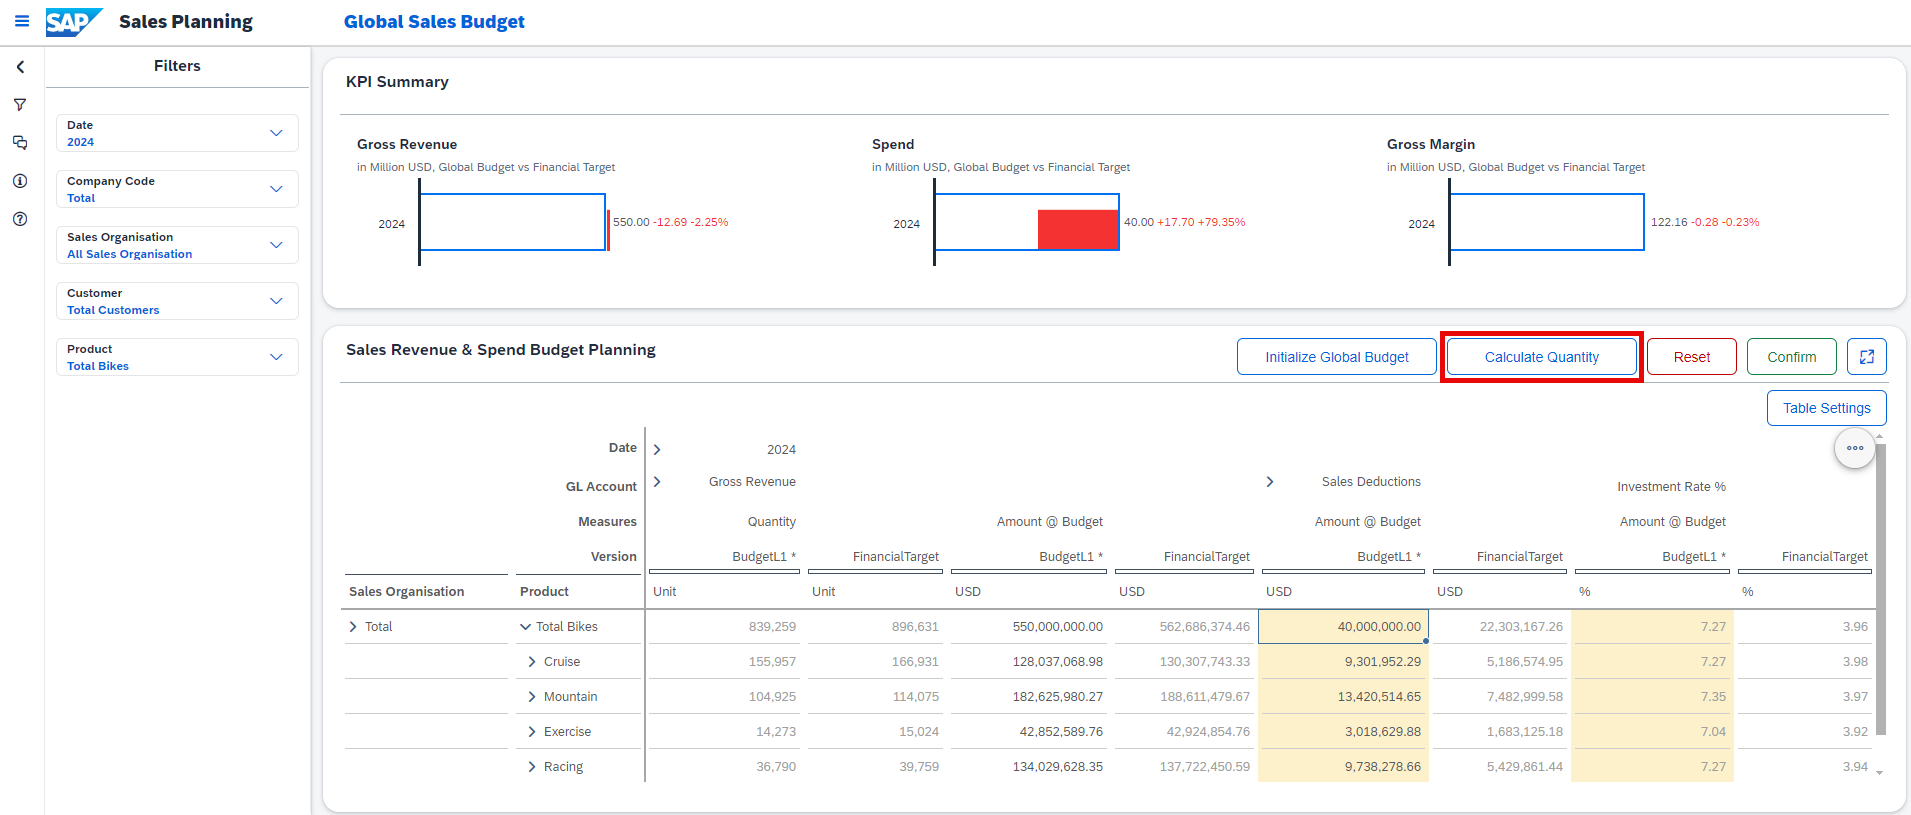 SAP Sales Planning Global Sales Budget
Filters
Date
2024
Company Code
Total
Sales Organisation
All Sales Organisation
Customer
Total Customers
Product
Total Bikes
KPI Summary
Gross Revenue
in Million USD, Global Budget vs Financial Target
2024 550.00 -12.69 -2.25%
Spend
in Million USD, Global Budget vs Financial Target
2024 40.00 +17.70 +79.35%
Gross Margin
in Million USD, Global Budget vs Financial Target
2024 122.16 -0.28 -0.23%
Sales Revenue & Spend Budget Planning
Initialize Global Budget Calculate Quantity Reset Confirm
Table Settings
Date 2024
GL Account Gross Revenue Sales Deductions Investment Rate %
Measures Quantity Amount @ Budget Amount @ Budget Amount @ Budget
Version BudgetL1 * FinancialTarget BudgetL1 * FinancialTarget BudgetL1 * FinancialTarget BudgetL1 * FinancialTarget
Sales Organisation Product Unit Unit USD USD USD USD % %
Total Total Bikes 839,259 896,631 550,000,000.00 562,686,374.46 40,000,000.00 22,303,167.26 7.27 3.96
Cruise 155,957 166,931 128,037,068.98 130,307,743.33 9,301,952.29 5,186,574.95 7.27 3.98
Mountain 104,925 114,075 182,625,980.27 188,611,479.67 13,420,514.65 7,482,999.58 7.35 3.97
Exercise 14,273 15,024 42,852,589.76 42,924,854.76 3,018,629.88 1,683,125.18 7.04 3.92
Racing 36,790 39,759 134,029,628.35 137,722,450.59 9,738,278.66 5,429,861.44 7.27 3.94